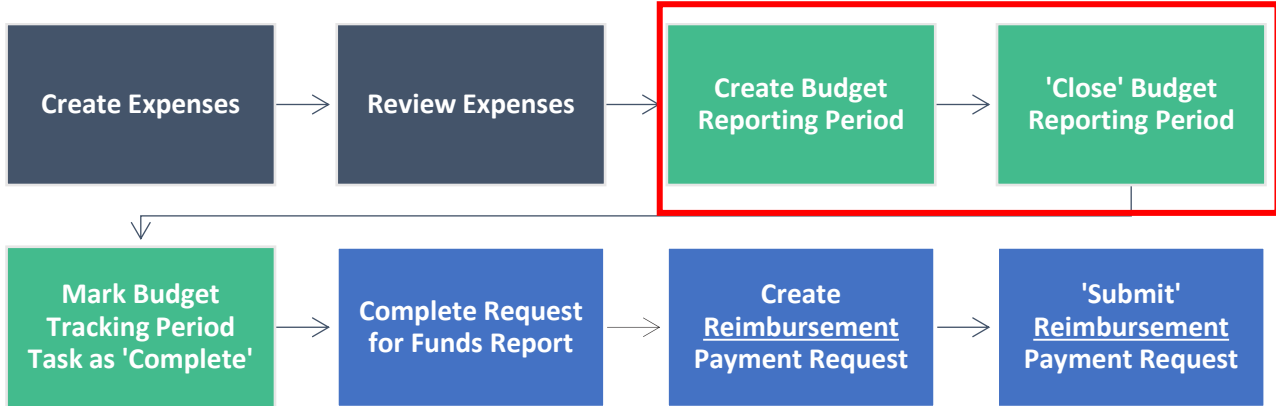 Create Expenses
Review Expenses
Create Budget
Reporting Period
'Close' Budget
Reporting Period
Mark Budget
Tracking Period
Task as 'Complete'
Complete Request
for Funds Report
Create
Reimbursement
Payment Request
'Submit'
Reimbursement
Payment Request